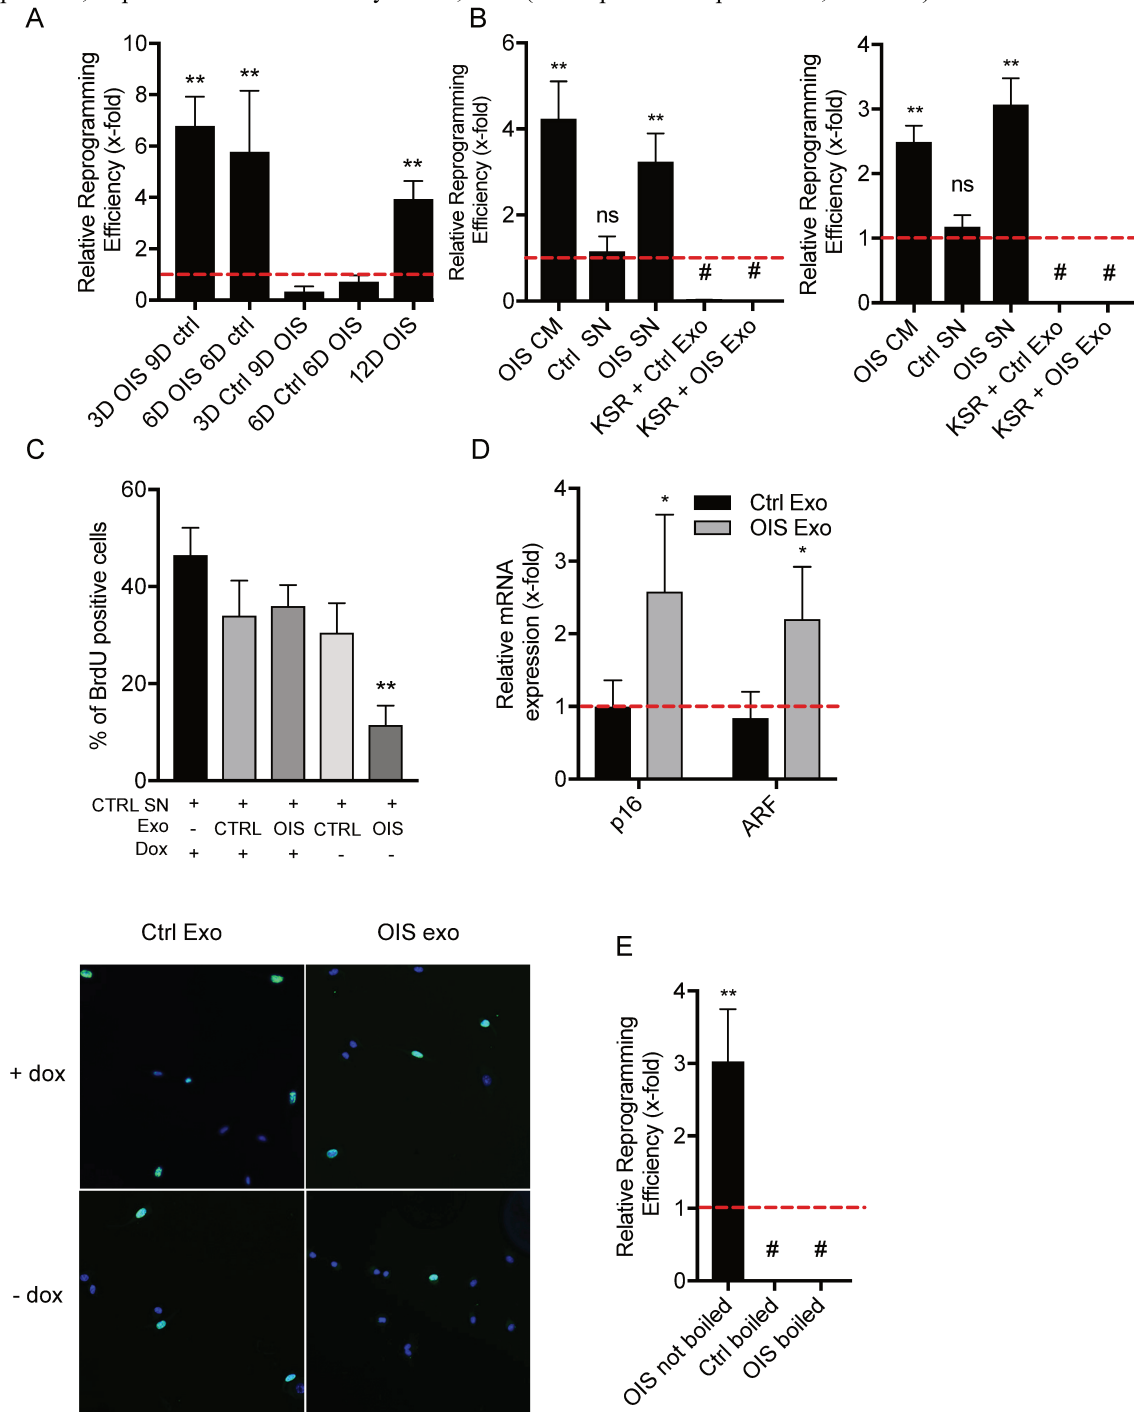 A
Relative Reprogramming
Efficiency (x-fold)
10
8
6
4
2
0
**
**
**
3D OIS 9D ctrl
6D OIS 6D ctrl
3D Ctrl 9D OIS
6D Ctrl 6D OIS
12D OIS
B
Relative Reprogramming
Efficiency (x-fold)
6
4
2
0
**
ns
**
#
#
OIS CM
Ctrl SN
OIS SN
KSR + Ctrl Exo
KSR + OIS Exo
Relative Reprogramming
Efficiency (x-fold)
4
3
2
1
0
**
ns
**
#
#
OIS CM
Ctrl SN
OIS SN
KSR + Ctrl Exo
KSR + OIS Exo
C
% of BrdU positive cells
60
40
20
0
**
CTRL SN + + + + +
Exo - CTRL OIS CTRL OIS
Dox + + + - -
D
Relative mRNA
expression (x-fold)
4
3
2
1
0
*
*
Ctrl Exo
OIS Exo
p16
ARF
Ctrl Exo
OIS exo
+ dox
- dox
E
Relative Reprogramming
Efficiency (x-fold)
4
3
2
1
0
**
#
#
OIS not boiled
Ctrl boiled
OIS boiled